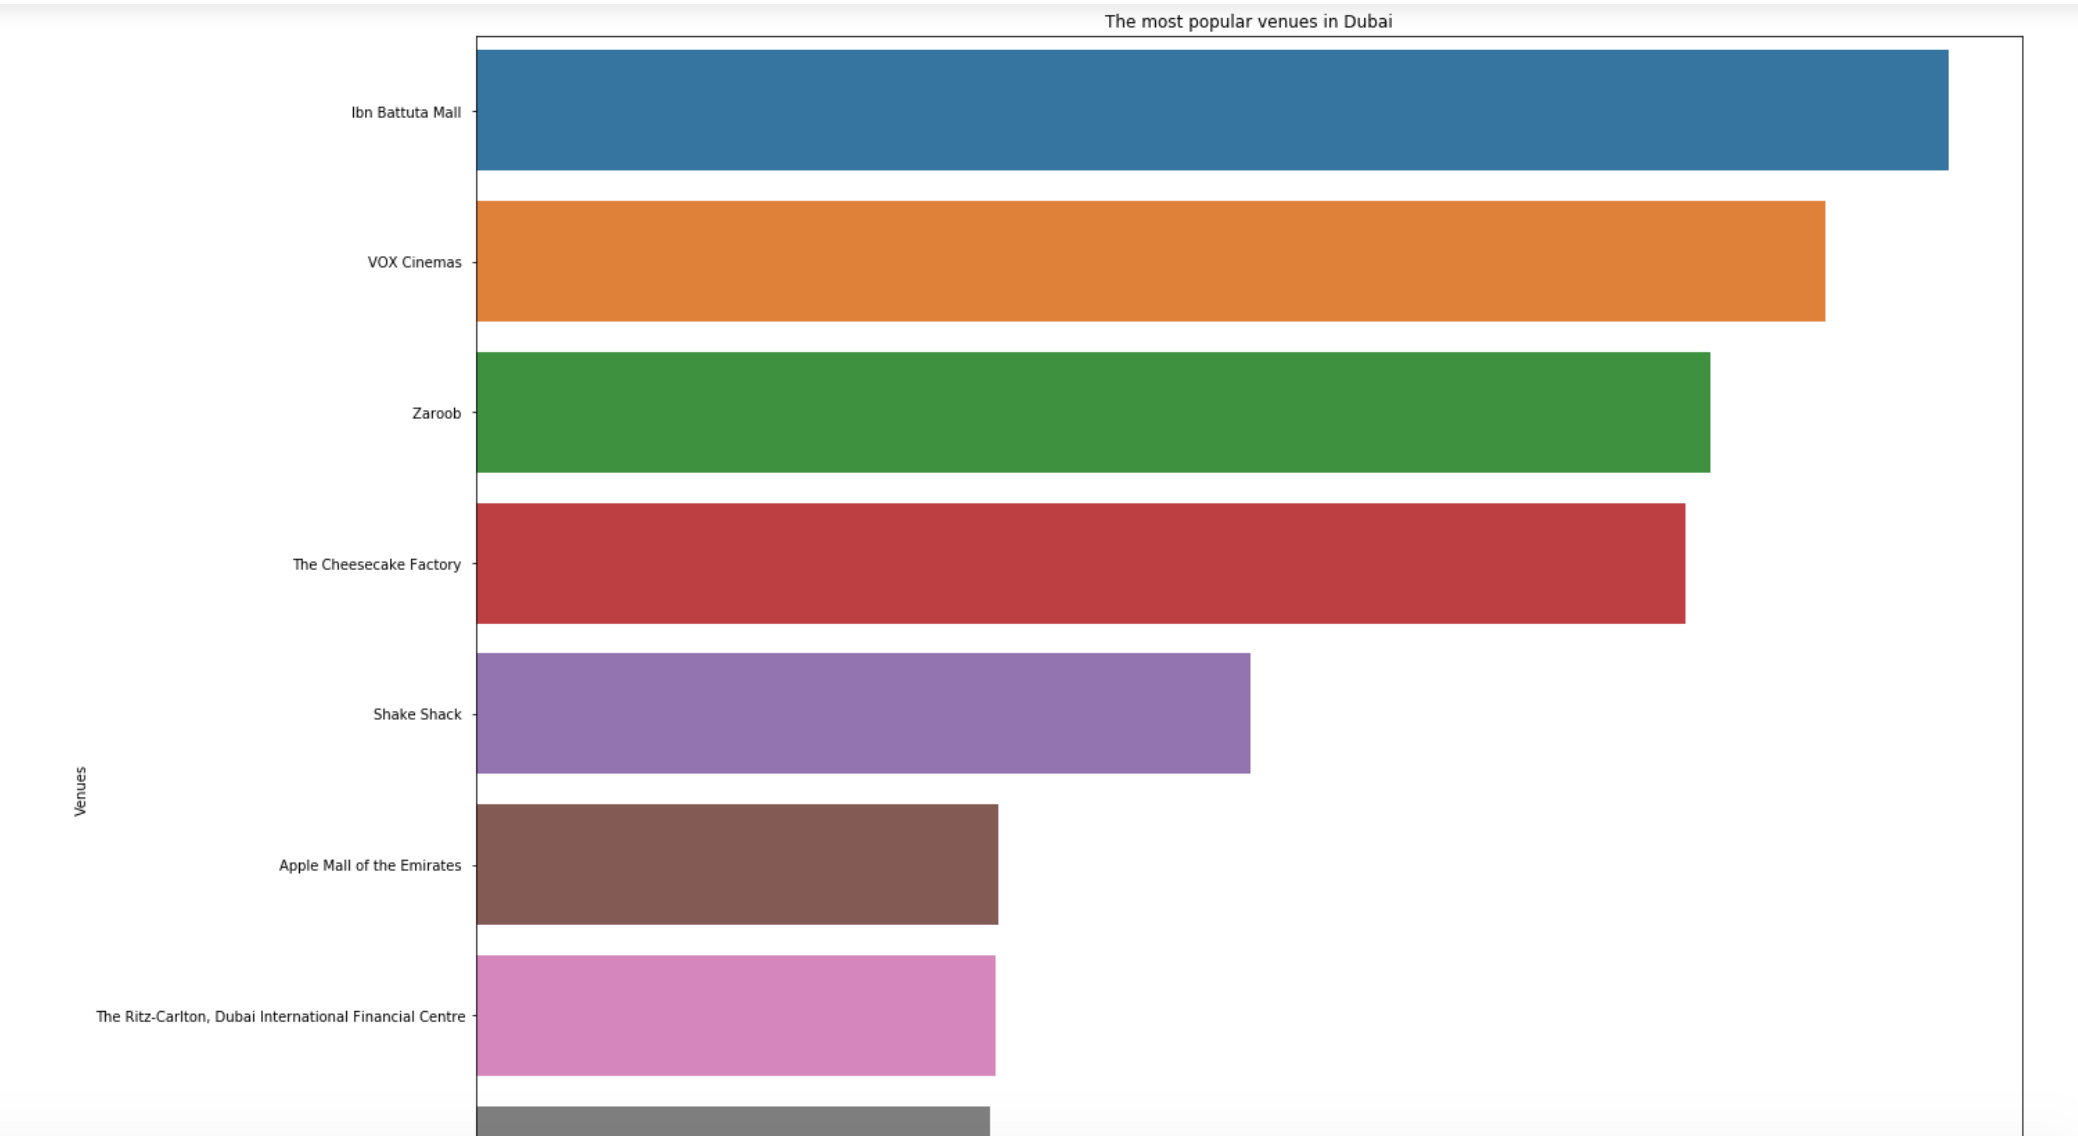 The most popular venues in Dubai
Ibn Battuta Mall
VOX Cinemas
Zaroob
The Cheesecake Factory
Shake Shack
Venues
Apple Mall of the Emirates
The Ritz-Carlton, Dubai International Financial Centre